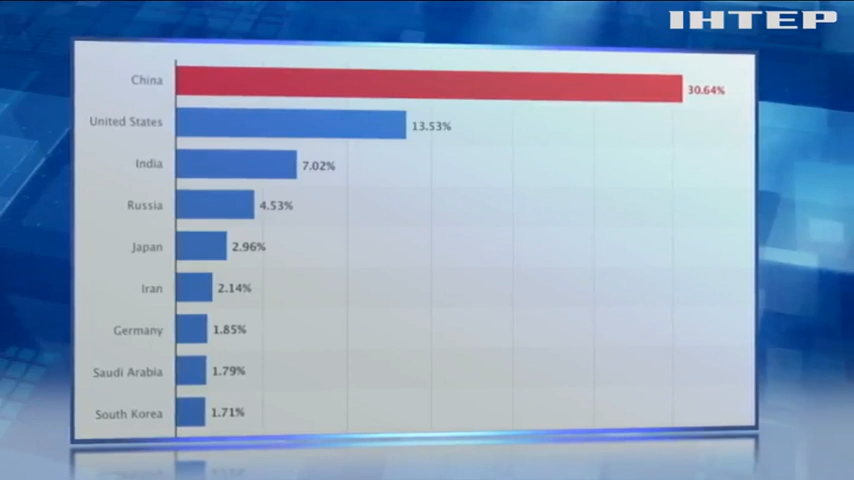 ІНТЕР
China 30.64%
United States 13.53%
India 7.02%
Russia 4.53%
Japan 2.96%
Iran 2.14%
Germany 1.85%
Saudi Arabia 1.79%
South Korea 1.71%